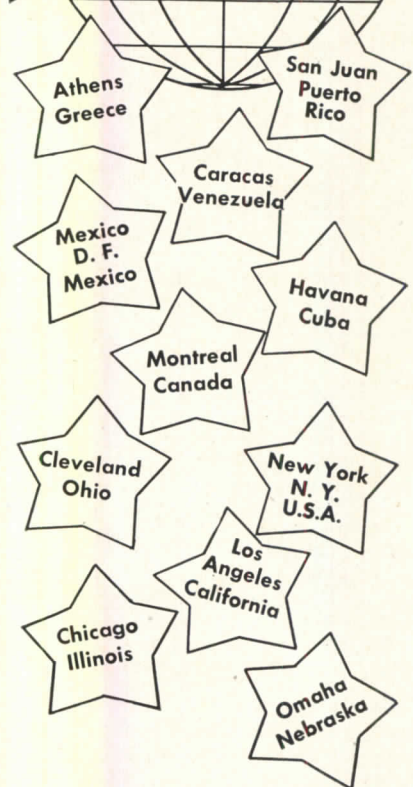 Athens
Greece
San Juan
Puerto
Rico
Caracas
Venezuela
Mexico
D. F.
Mexico
Havana
Cuba
Montreal
Canada
Cleveland
Ohio
New York
N. Y.
U.S.A.
Los
Angeles
California
Chicago
Illinois
Omaha
Nebraska